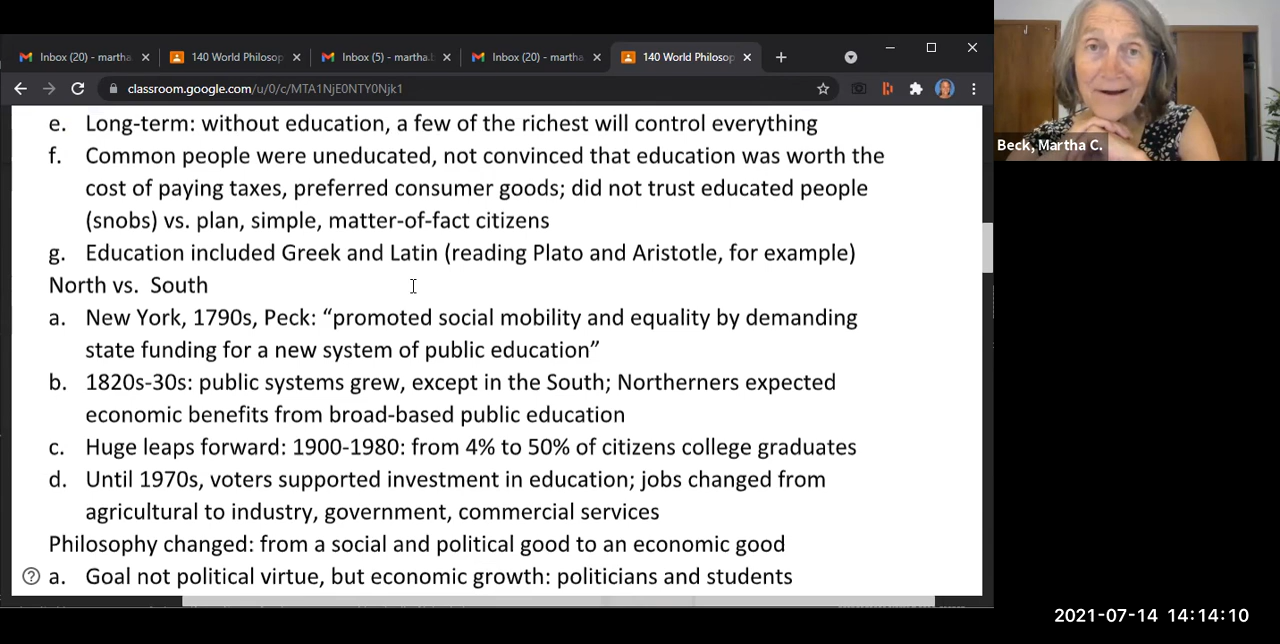 Inbox (20) - martha
140 World Philosop
Inbox (5) - martha.b
Inbox (20) - martha
140 World Philosop
classroom.google.com/u/0/c/MTA1NjE0NTY0Njk1
Beck, Martha C.
e. Long-term: without education, a few of the richest will control everything
f. Common people were uneducated, not convinced that education was worth the
cost of paying taxes, preferred consumer goods; did not trust educated people
(snobs) vs. plan, simple, matter-of-fact citizens
g. Education included Greek and Latin (reading Plato and Aristotle, for example)
North vs. South
a. New York, 1790s, Peck: “promoted social mobility and equality by demanding
state funding for a new system of public education”
b. 1820s-30s: public systems grew, except in the South; Northerners expected
economic benefits from broad-based public education
c. Huge leaps forward: 1900-1980: from 4% to 50% of citizens college graduates
d. Until 1970s, voters supported investment in education; jobs changed from
agricultural to industry, government, commercial services
Philosophy changed: from a social and political good to an economic good
a. Goal not political virtue, but economic growth: politicians and students
2021-07-14 14:14:10